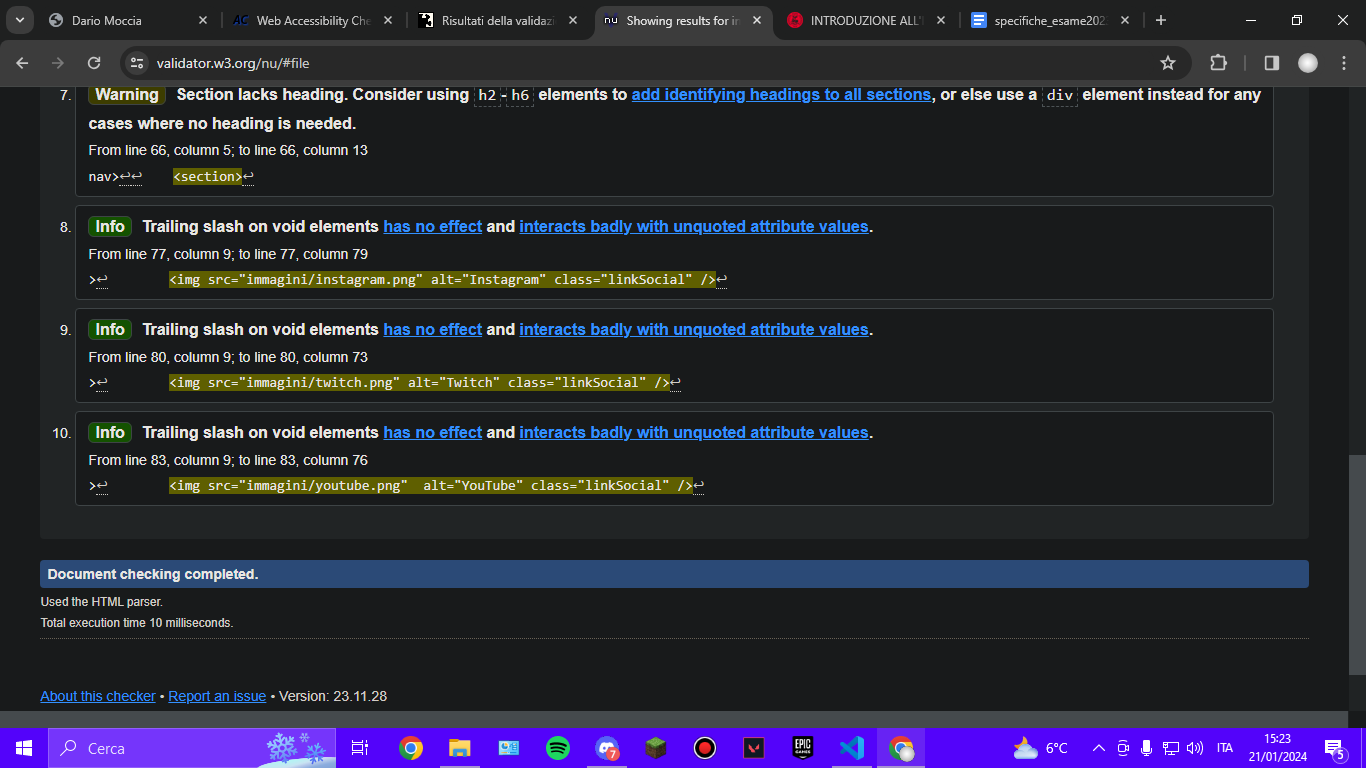 Dario Moccia
AC Web Accessibility Che
Risultati della validazi
nu Showing results for in
INTRODUZIONE ALL'I
specifiche_esame202
validator.w3.org/nu/#file
7. Warning Section lacks heading. Consider using h2-h6 elements to add identifying headings to all sections, or else use a div element instead for any
cases where no heading is needed.
From line 66, column 5; to line 66, column 13
nav>↩↩    <section>↩
8. Info Trailing slash on void elements has no effect and interacts badly with unquoted attribute values.
From line 77, column 9; to line 77, column 79
>↩        <img src="immagini/instagram.png" alt="Instagram" class="linkSocial" />↩
9. Info Trailing slash on void elements has no effect and interacts badly with unquoted attribute values.
From line 80, column 9; to line 80, column 73
>↩        <img src="immagini/twitch.png" alt="Twitch" class="linkSocial" />↩
10. Info Trailing slash on void elements has no effect and interacts badly with unquoted attribute values.
From line 83, column 9; to line 83, column 76
>↩        <img src="immagini/youtube.png"  alt="YouTube" class="linkSocial" />↩
Document checking completed.
Used the HTML parser.
Total execution time 10 milliseconds.
About this checker • Report an issue • Version: 23.11.28
Cerca
7
EPIC GAMES
6°C
ITA
15:23
21/01/2024
5